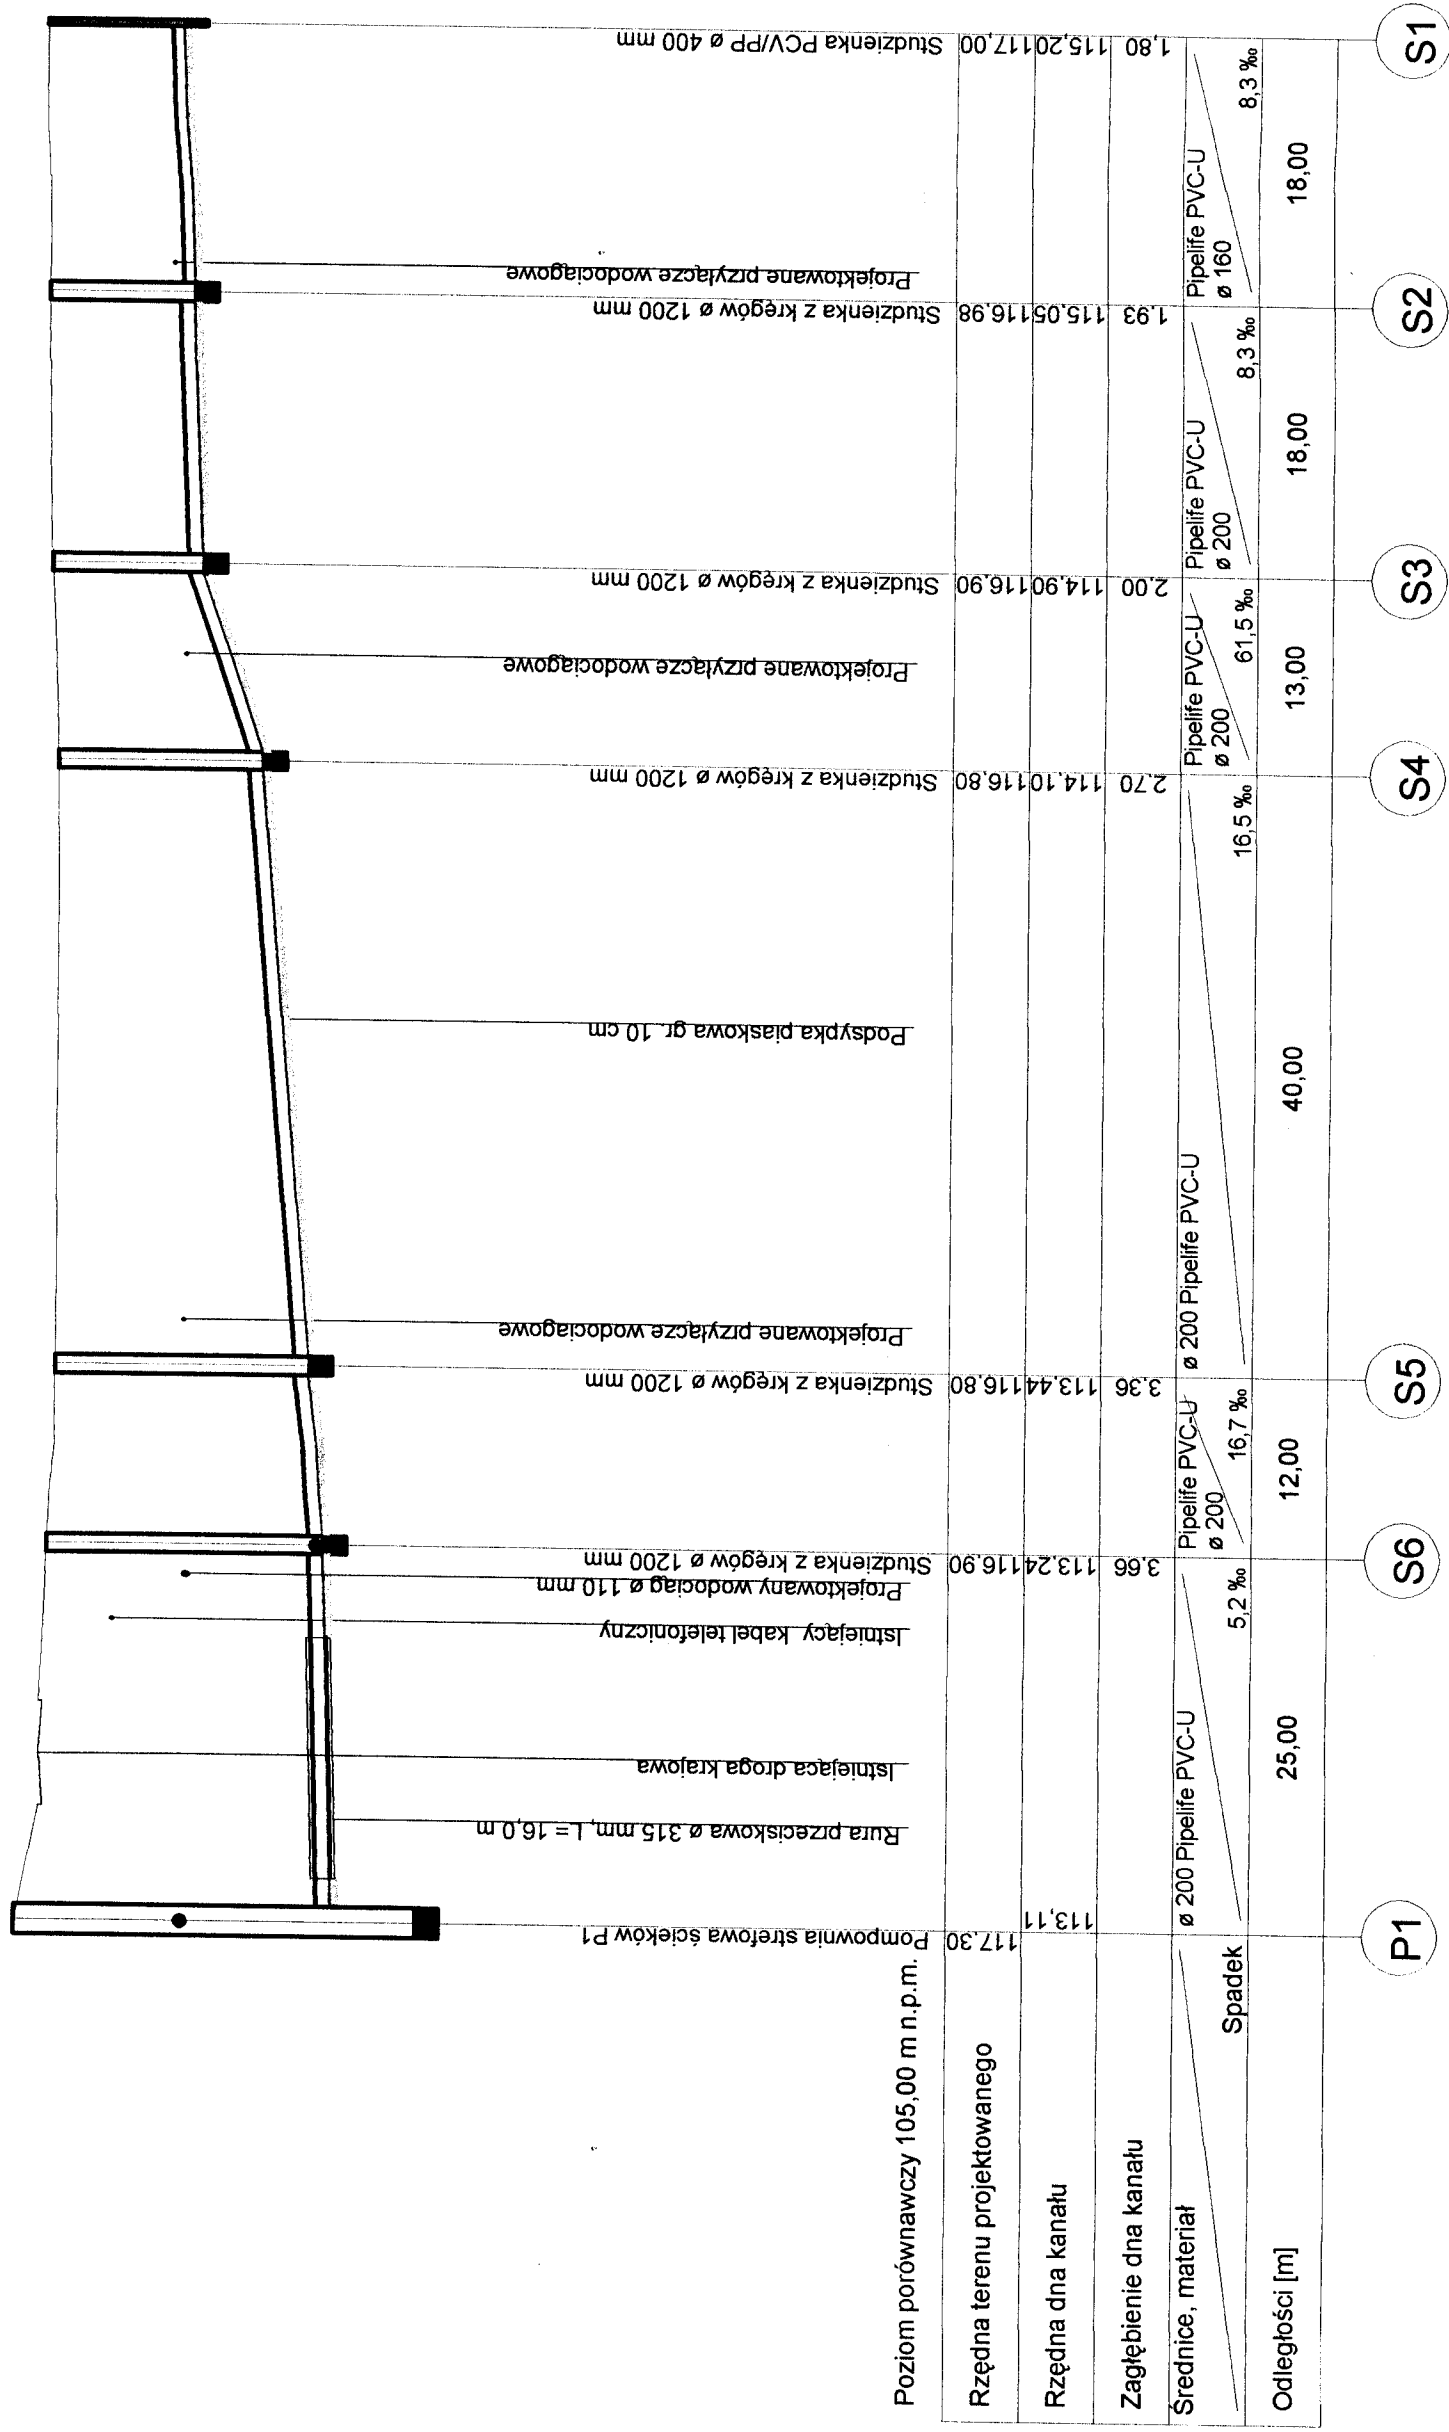 Pompownia strefowa ścieków P1
Rura przeciskowa ø 315 mm, L= 16,0 m
Istniejąca droga krajowa
Istniejący kabel telefoniczny
Projektowany wodociąg ø 110 mm
Studzienka z kręgów ø 1200 mm
Studzienka z kręgów ø 1200 mm
Projektowane przyłącze wodociągowe
Podsypka piaskowa gr. 10 cm
Studzienka z kręgów ø 1200 mm
Projektowane przyłącze wodociągowe
Studzienka z kręgów ø 1200 mm
Studzienka z kręgów ø 1200 mm
Projektowane przyłącze wodociągowe
Studzienka PCV/PP ø 400 mm
Poziom porównawczy 105,00 m n.p.m.
Rzędna terenu projektowanego
117.30 116.90 116.80 116.80 116.90 116.98 117,00
Rzędna dna kanału
113,11 113.24 113.44 114.10 114.90 115.05 115,20
Zagłębienie dna kanału
3.66 3.36 2.70 2.00 1.93 1,80
Średnice, materiał
ø 200 Pipelife PVC-U
Pipelife PVC-U
ø 200
ø 200 Pipelife PVC-U
Pipelife PVC-U
ø 200
Pipelife PVC-U
ø 200
Pipelife PVC-U
ø 160
Spadek
5,2 ‰ 16,7 ‰ 16,5 ‰ 61,5 ‰ 8,3 ‰ 8,3 ‰
Odległości [m]
25,00 12,00 40,00 13,00 18,00 18,00
P1 S6 S5 S4 S3 S2 S1